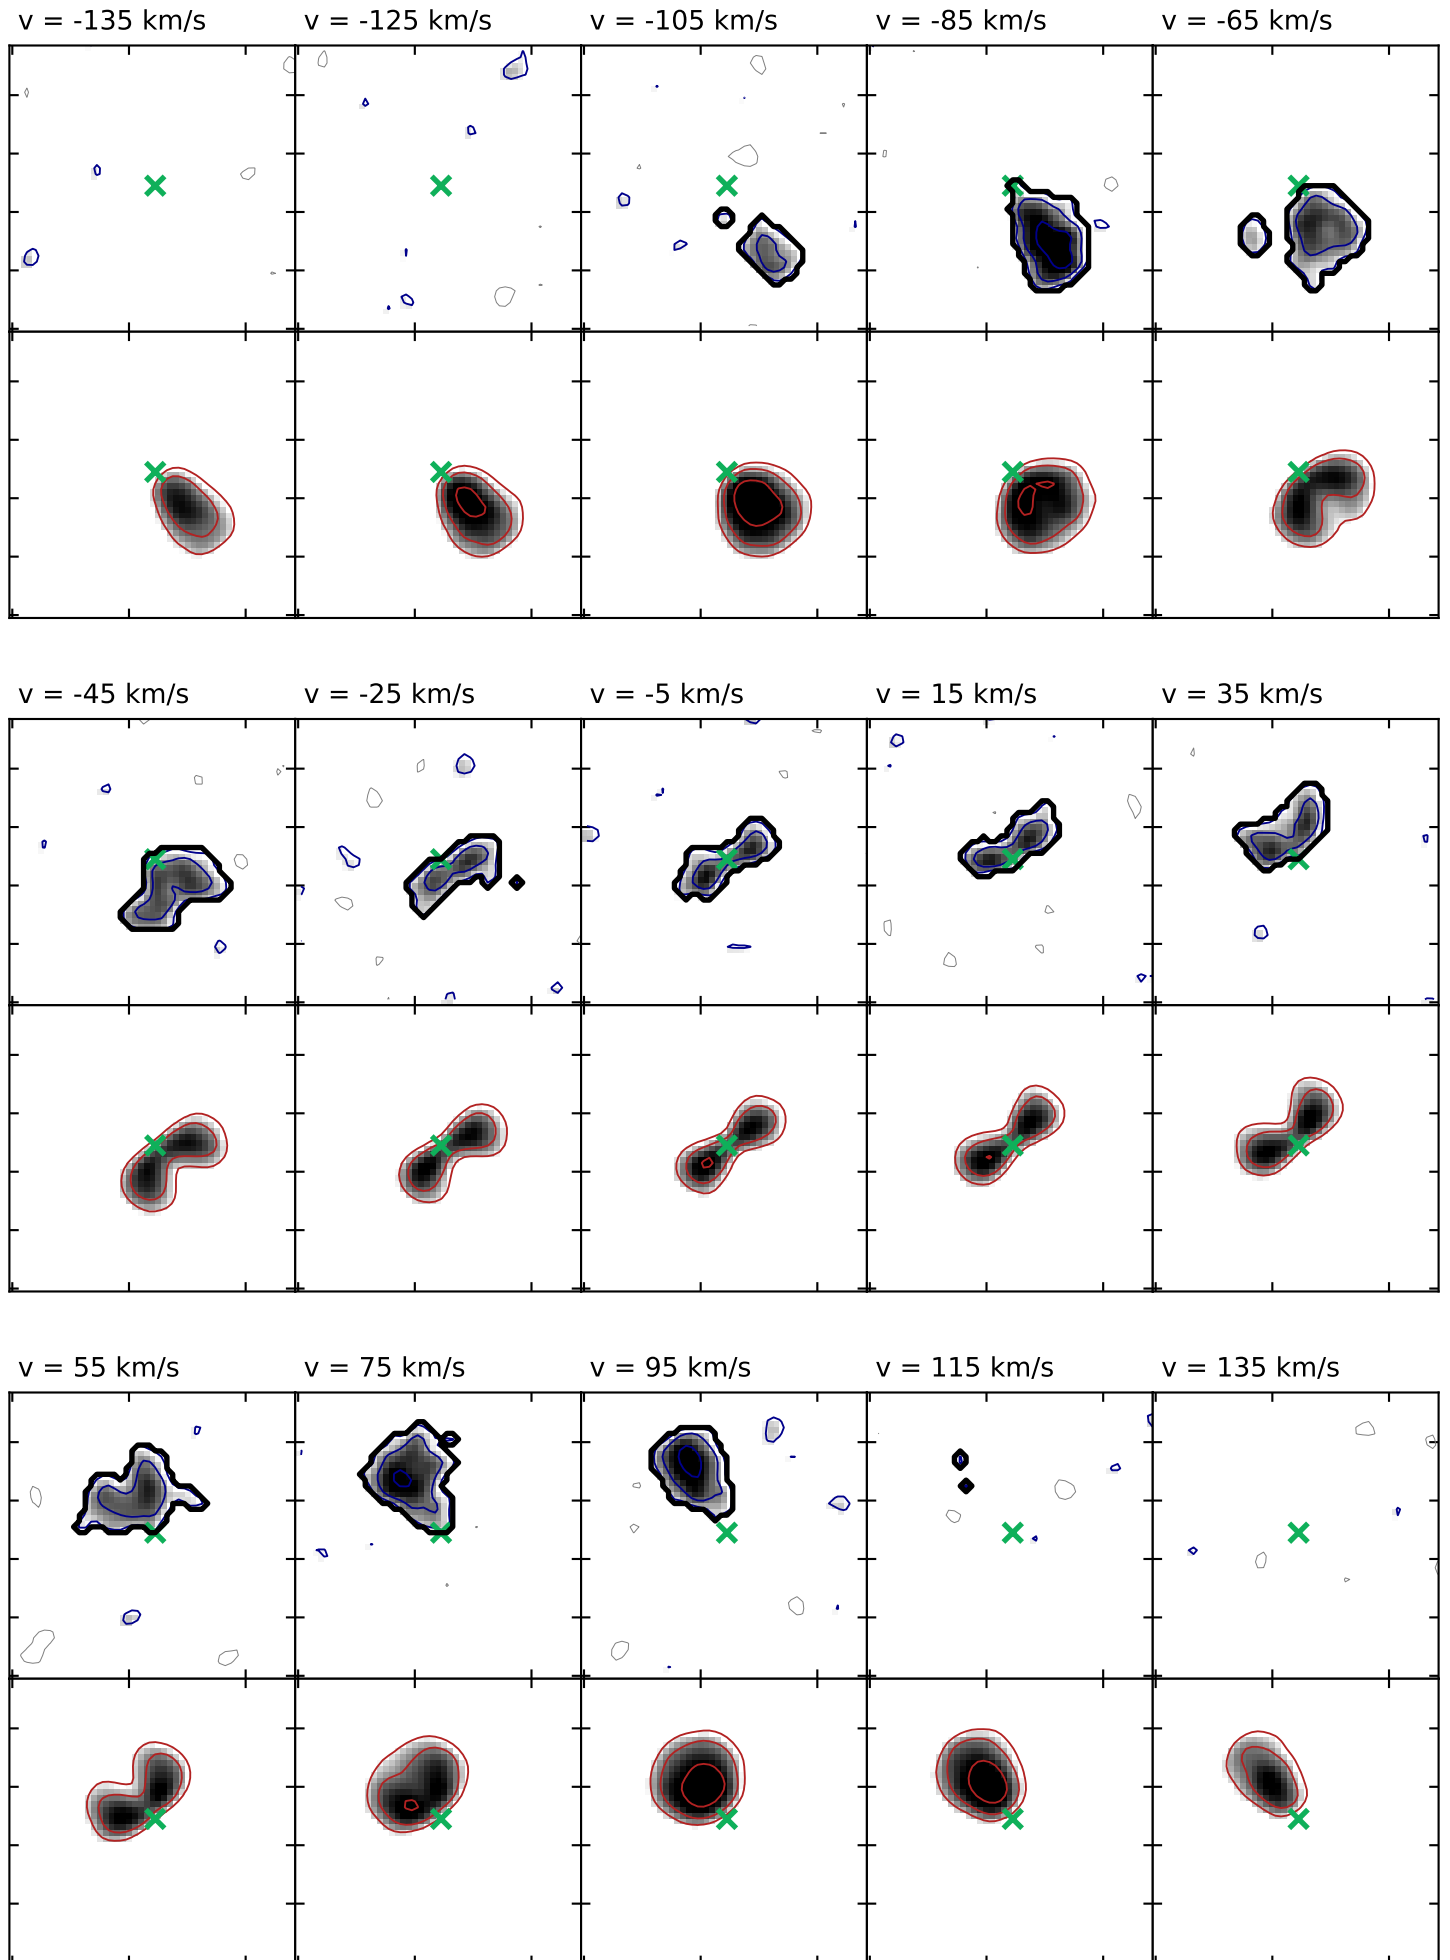 v = -135 km/s
v = -125 km/s
v = -105 km/s
v = -85 km/s
v = -65 km/s
v = -45 km/s
v = -25 km/s
v = -5 km/s
v = 15 km/s
v = 35 km/s
v = 55 km/s
v = 75 km/s
v = 95 km/s
v = 115 km/s
v = 135 km/s